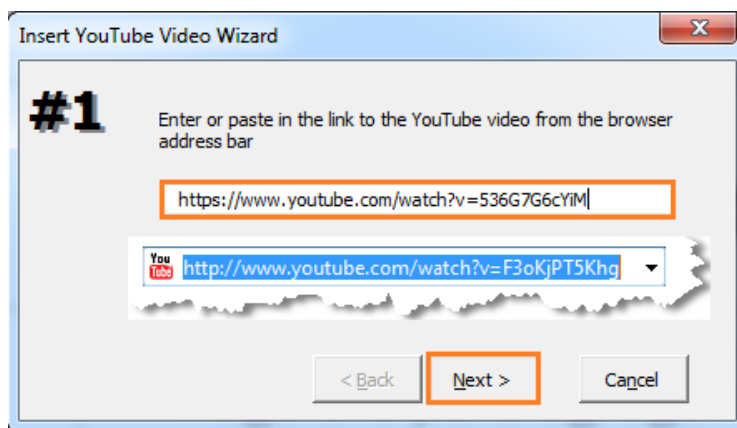 Insert YouTube Video Wizard
X
#1
Enter or paste in the link to the YouTube video from the browser
address bar
https://www.youtube.com/watch?v=536G7G6cYiM
You
Tube
http://www.youtube.com/watch?v=F3oKjPT5Khg
< Back
Next >
Cancel